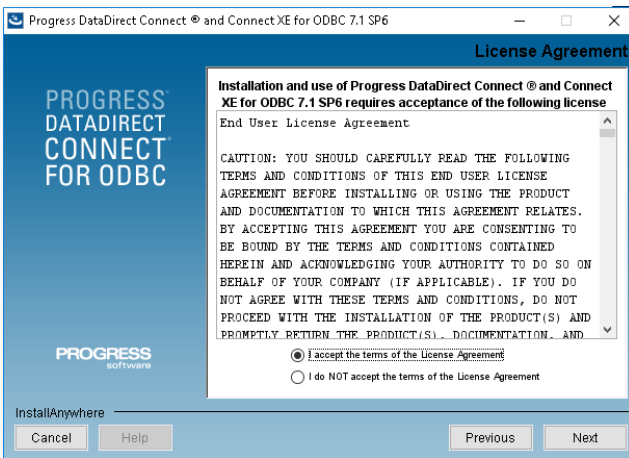 Progress DataDirect Connect ® and Connect XE for ODBC 7.1 SP6
License Agreement
PROGRESS
DATADIRECT
CONNECT
FOR ODBC
Installation and use of Progress DataDirect Connect ® and Connect
XE for ODBC 7.1 SP6 requires acceptance of the following license
End User License Agreement
CAUTION: YOU SHOULD CAREFULLY READ THE FOLLOWING
TERMS AND CONDITIONS OF THIS END USER LICENSE
AGREEMENT BEFORE INSTALLING OR USING THE PRODUCT
AND DOCUMENTATION TO WHICH THIS AGREEMENT RELATES.
BY ACCEPTING THIS AGREEMENT YOU ARE CONSENTING TO
BE BOUND BY THE TERMS AND CONDITIONS CONTAINED
HEREIN AND ACKNOWLEDGING YOUR AUTHORITY TO DO SO ON
BEHALF OF YOUR COMPANY (IF APPLICABLE). IF YOU DO
NOT AGREE WITH THESE TERMS AND CONDITIONS, DO NOT
PROCEED WITH THE INSTALLATION OF THE PRODUCT(S) AND
PROMPTLY RETURN THE PRODUCT(S), DOCUMENTATION, AND
I accept the terms of the License Agreement
I do NOT accept the terms of the License Agreement
PROGRESS
software
InstallAnywhere
Cancel
Help
Previous
Next